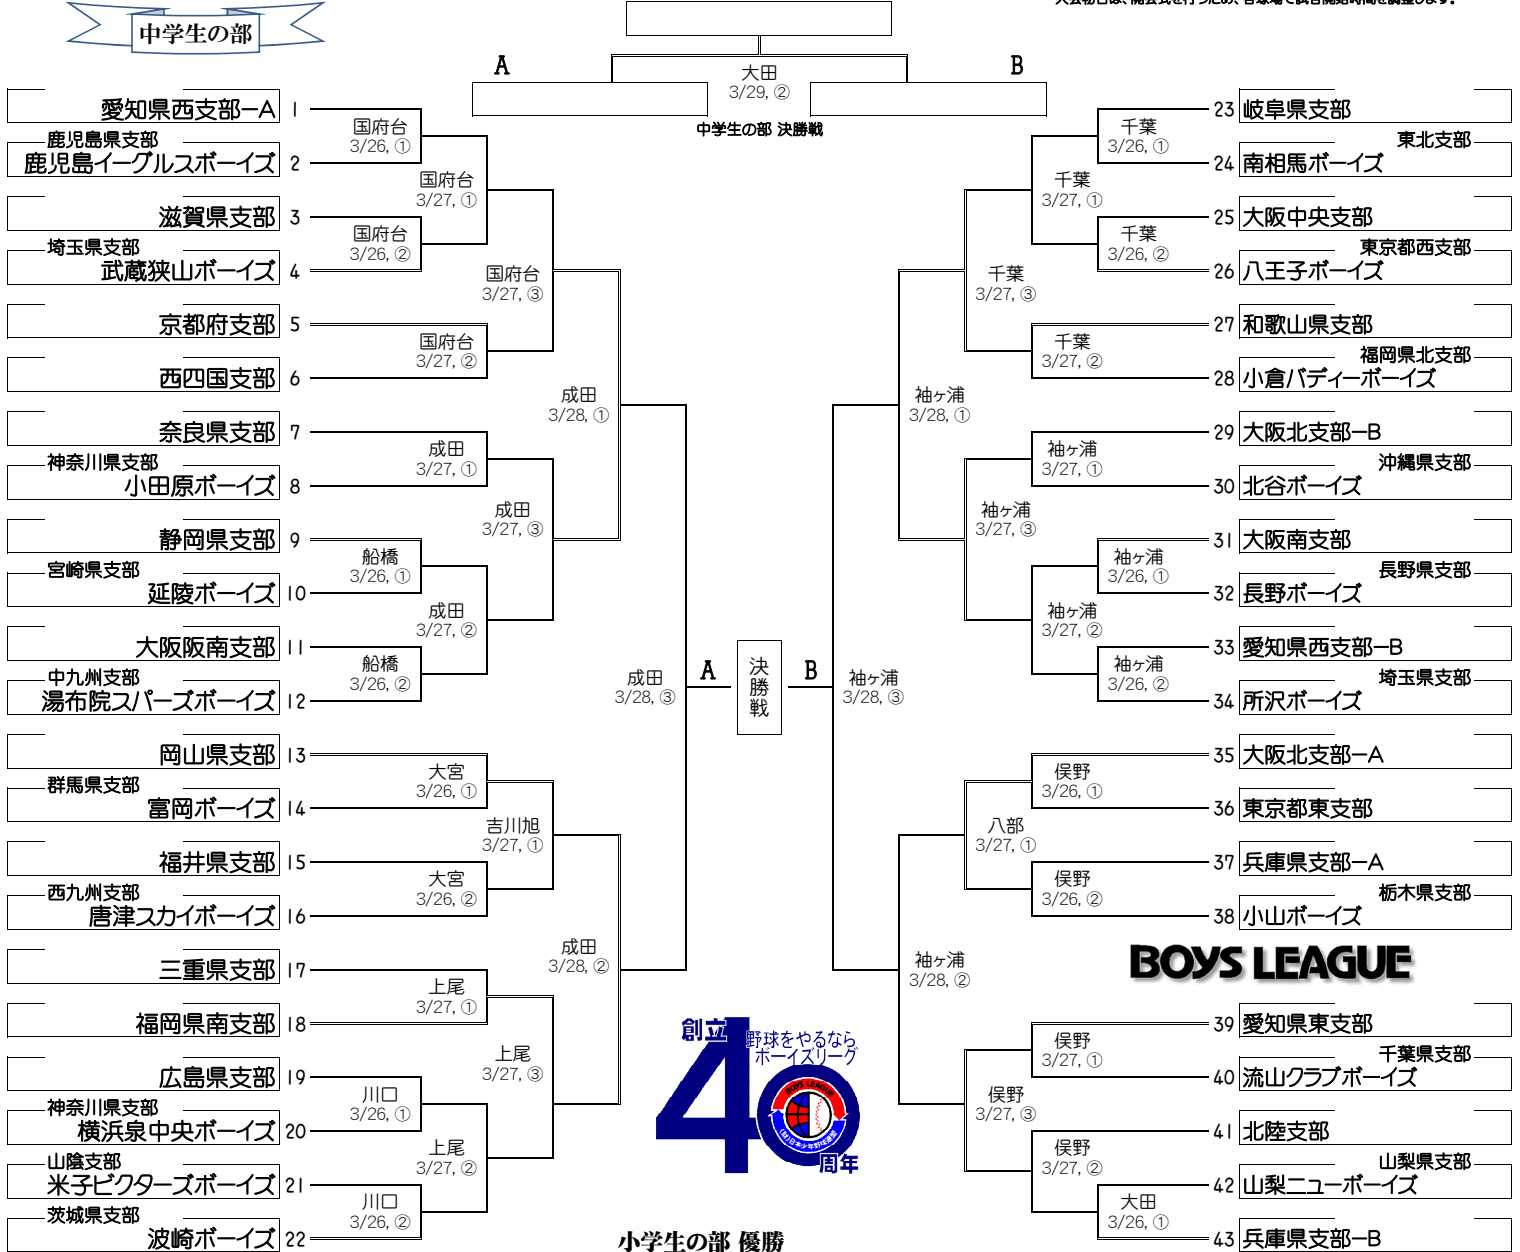 中学生の部
A
B
大田
3/29, ②
中学生の部 決勝戦
愛知県西支部ーA 1
鹿児島県支部
鹿児島イーグルスボーイズ 2
国府台
3/26, ①
滋賀県支部 3
埼玉県支部
武蔵狭山ボーイズ 4
国府台
3/26, ②
国府台
3/27, ①
京都府支部 5
西四国支部 6
国府台
3/27, ②
国府台
3/27, ③
奈良県支部 7
神奈川県支部
小田原ボーイズ 8
成田
3/27, ①
静岡県支部 9
宮崎県支部
延陵ボーイズ 10
船橋
3/26, ①
大阪阪南支部 11
中九州支部
湯布院スパーズボーイズ 12
船橋
3/26, ②
成田
3/27, ②
成田
3/27, ③
成田
3/28, ①
岡山県支部 13
群馬県支部
富岡ボーイズ 14
大宮
3/26, ①
福井県支部 15
西九州支部
唐津スカイボーイズ 16
大宮
3/26, ②
吉川旭
3/27, ①
三重県支部 17
福岡県南支部 18
上尾
3/27, ①
広島県支部 19
神奈川県支部
横浜泉中央ボーイズ 20
川口
3/26, ①
山陰支部
米子ビクターズボーイズ 21
茨城県支部
波崎ボーイズ 22
川口
3/26, ②
上尾
3/27, ②
上尾
3/27, ③
成田
3/28, ②
成田
3/28, ③
A
決勝戦
B
袖ヶ浦
3/28, ③
23 岐阜県支部
東北支部
24 南相馬ボーイズ
千葉
3/26, ①
25 大阪中央支部
東京都西支部
26 八王子ボーイズ
千葉
3/26, ②
千葉
3/27, ①
27 和歌山県支部
福岡県北支部
28 小倉バディーボーイズ
千葉
3/27, ②
千葉
3/27, ③
29 大阪北支部ーB
沖縄県支部
30 北谷ボーイズ
袖ヶ浦
3/27, ①
31 大阪南支部
長野県支部
32 長野ボーイズ
袖ヶ浦
3/26, ①
33 愛知県西支部ーB
埼玉県支部
34 所沢ボーイズ
袖ヶ浦
3/26, ②
袖ヶ浦
3/27, ②
袖ヶ浦
3/27, ③
袖ヶ浦
3/28, ①
35 大阪北支部ーA
36 東京都東支部
俣野
3/26, ①
37 兵庫県支部ーA
栃木県支部
38 小山ボーイズ
俣野
3/26, ②
八部
3/27, ①
BOYS LEAGUE
39 愛知県東支部
千葉県支部
40 流山クラブボーイズ
俣野
3/27, ①
41 北陸支部
山梨県支部
42 山梨ニューボーイズ
43 兵庫県支部ーB
大田
3/26, ①
俣野
3/27, ②
俣野
3/27, ③
袖ヶ浦
3/28, ②
創立
40
野球をやるなら
ボーイズリーグ
BOYS LEAGUE
(財)日本少年野球連盟
周年
小学生の部 優勝